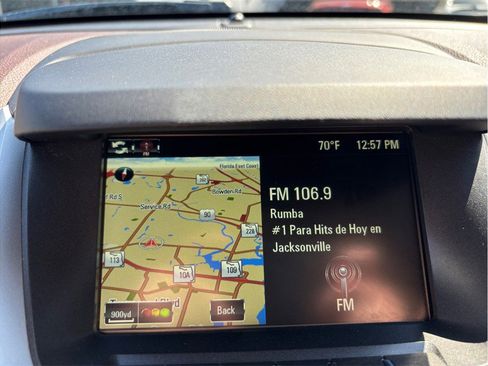 FM
70°F
12:57 PM
Florida East Coast
Bowden Rd
Service Rd
90
228
113
10A
109
900yd
Back
FM 106.9
Rumba
#1 Para Hits de Hoy en
Jacksonville
FM